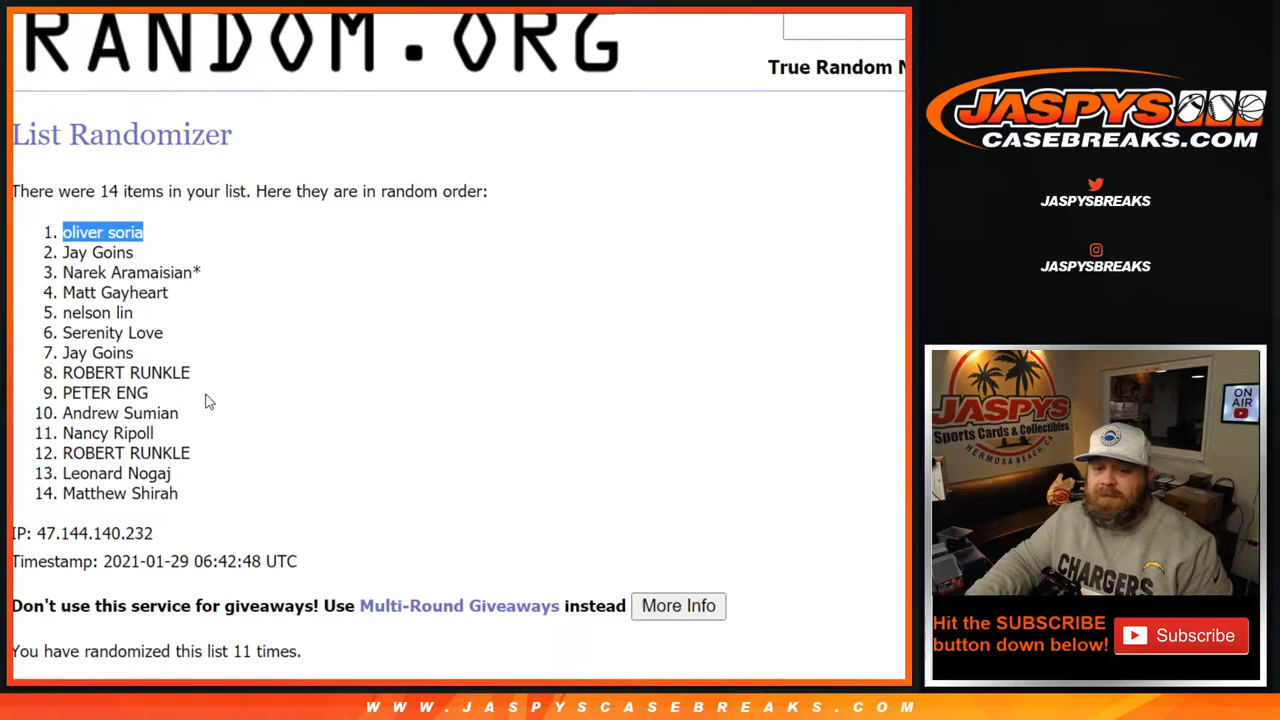 RANDOM.ORG
True Random N
List Randomizer
There were 14 items in your list. Here they are in random order:
1. oliver soria
2. Jay Goins
3. Narek Aramaisian*
4. Matt Gayheart
5. nelson lin
6. Serenity Love
7. Jay Goins
8. ROBERT RUNKLE
9. PETER ENG
10. Andrew Sumian
11. Nancy Ripoll
12. ROBERT RUNKLE
13. Leonard Nogaj
14. Matthew Shirah
IP: 47.144.140.232
Timestamp: 2021-01-29 06:42:48 UTC
Don't use this service for giveaways! Use Multi-Round Giveaways instead More Info
You have randomized this list 11 times.
JASPYS
CASEBREAKS.COM
JASPYSBREAKS
JASPYSBREAKS
JASPYS
Sports Cards & Collectibles
HERMOSA BEACH, CA
ON
AIR
CHARGERS
Hit the SUBSCRIBE
button down below!
Subscribe
WWW.JASPYSCASEBREAKS.COM